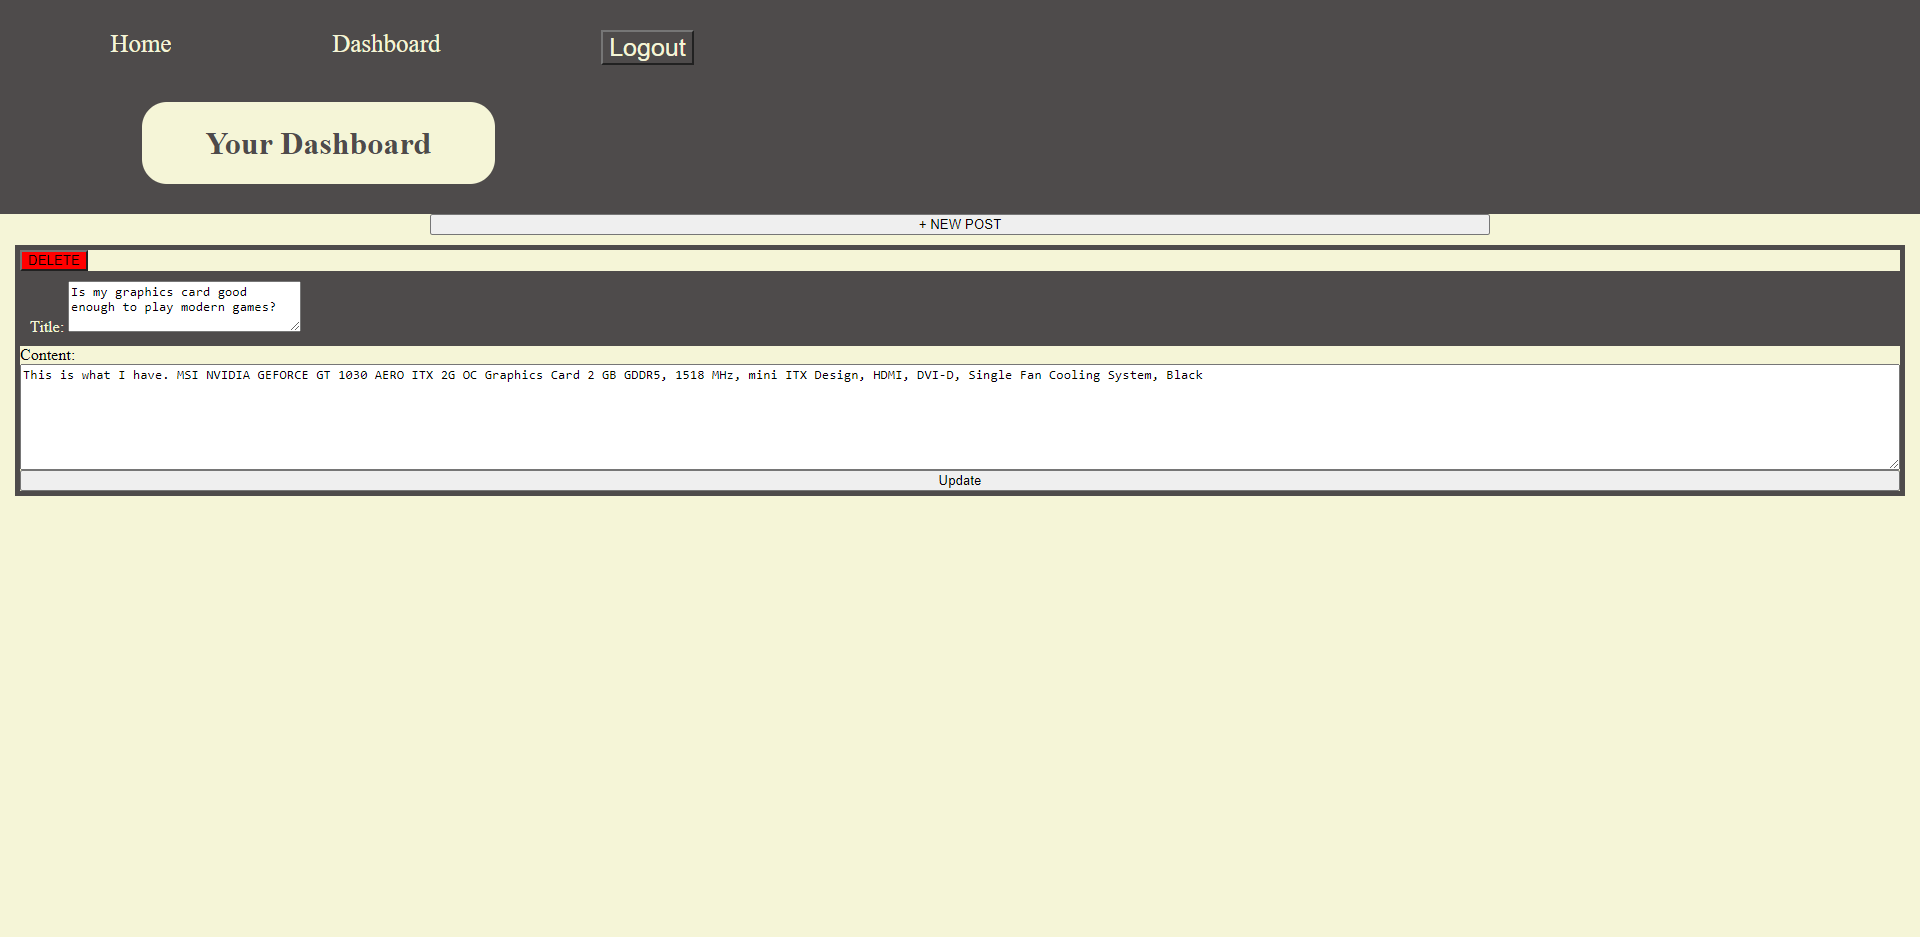 Home Dashboard Logout
Your Dashboard
+ NEW POST
DELETE
Is my graphics card good
enough to play modern games?
Title:
Content:
This is what I have. MSI NVIDIA GEFORCE GT 1030 AERO ITX 2G OC Graphics Card 2 GB GDDR5, 1518 MHz, mini ITX Design, HDMI, DVI-D, Single Fan Cooling System, Black
Update